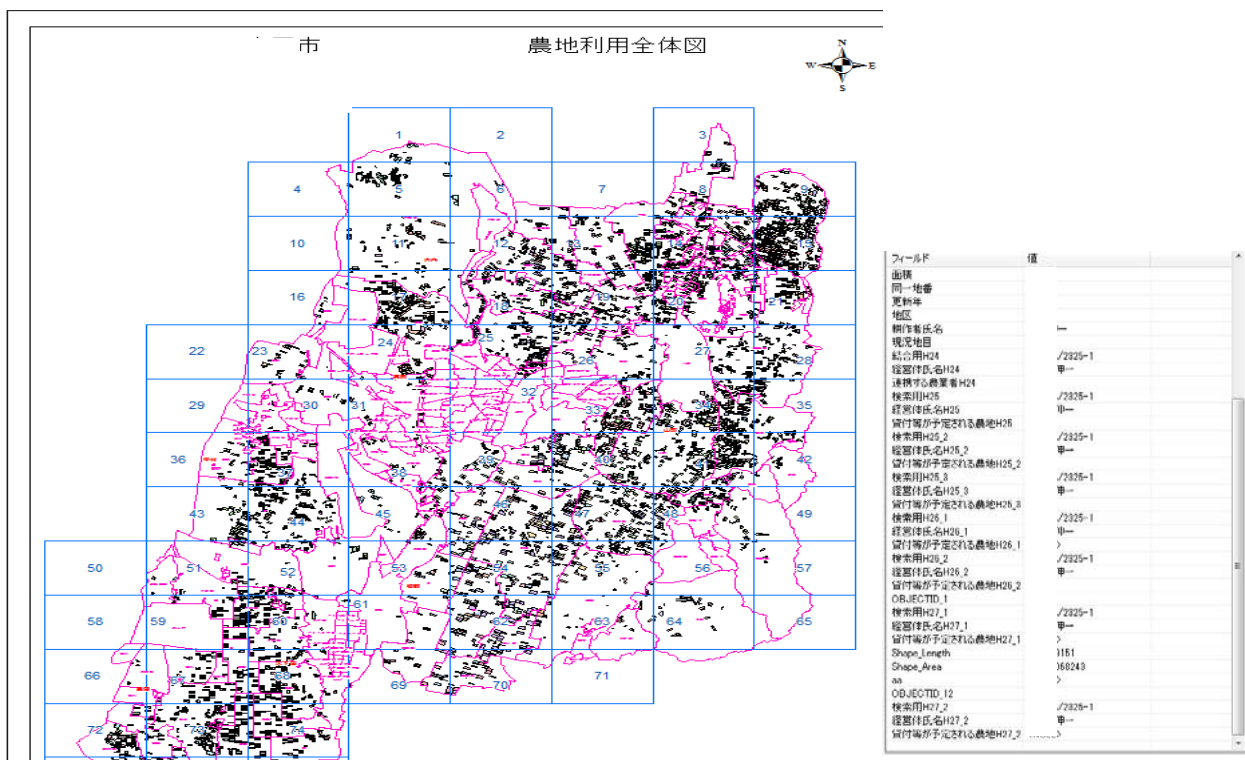 市 農地利用全体図
N
W E
S
1 2 3
4 5 6 7 8 9
10 11 12 13 14 15
16 17 18 19 20 21
22 23 24 25 26 27 28
29 30 31 32 33 34 35
36 37 38 39 40 41 42
43 44 45 46 47 48 49
50 51 52 53 54 55 56 57
58 59 60 61 62 63 64 65
66 67 68 69 70 71
72 73 74
フィールド 値
面積
同一地番
更新年
地区
耕作者氏名
現況地目
結合用H24 /2325-1
経営体氏名H24
連携する農業者H24
検索用H25 /2325-1
経営体氏名H25
貸付等が予定される農地H25
検索用H25_2 /2325-1
経営体氏名H25_2
貸付等が予定される農地H25_2
検索用H25_3 /2325-1
経営体氏名H25_3
貸付等が予定される農地H25_3
検索用H26_1 /2325-1
経営体氏名H26_1
貸付等が予定される農地H26_1
検索用H26_2 /2325-1
経営体氏名H26_2
貸付等が予定される農地H26_2
OBJECTID_1
検索用H27_1 /2325-1
経営体氏名H27_1
貸付等が予定される農地H27_1
Shape_Length 3151
Shape_Area 068243
aa
OBJECTID_12
検索用H27_2 /2325-1
経営体氏名H27_2
貸付等が予定される農地H27_2